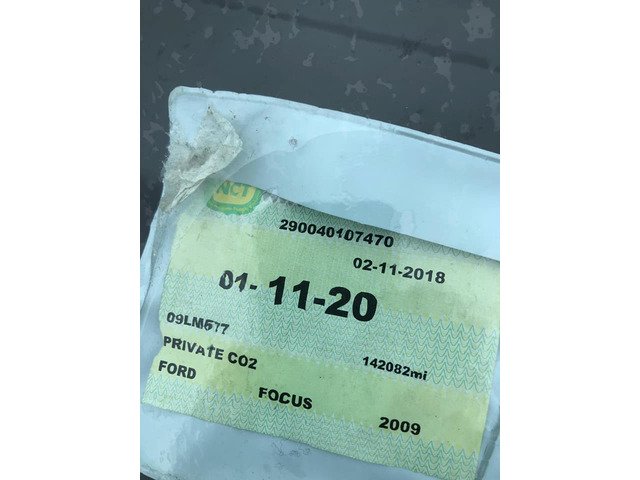 NCT
290040107470
02-11-2018
01-11-20
09LM577
PRIVATE CO2
142082mi
FORD
FOCUS
2009